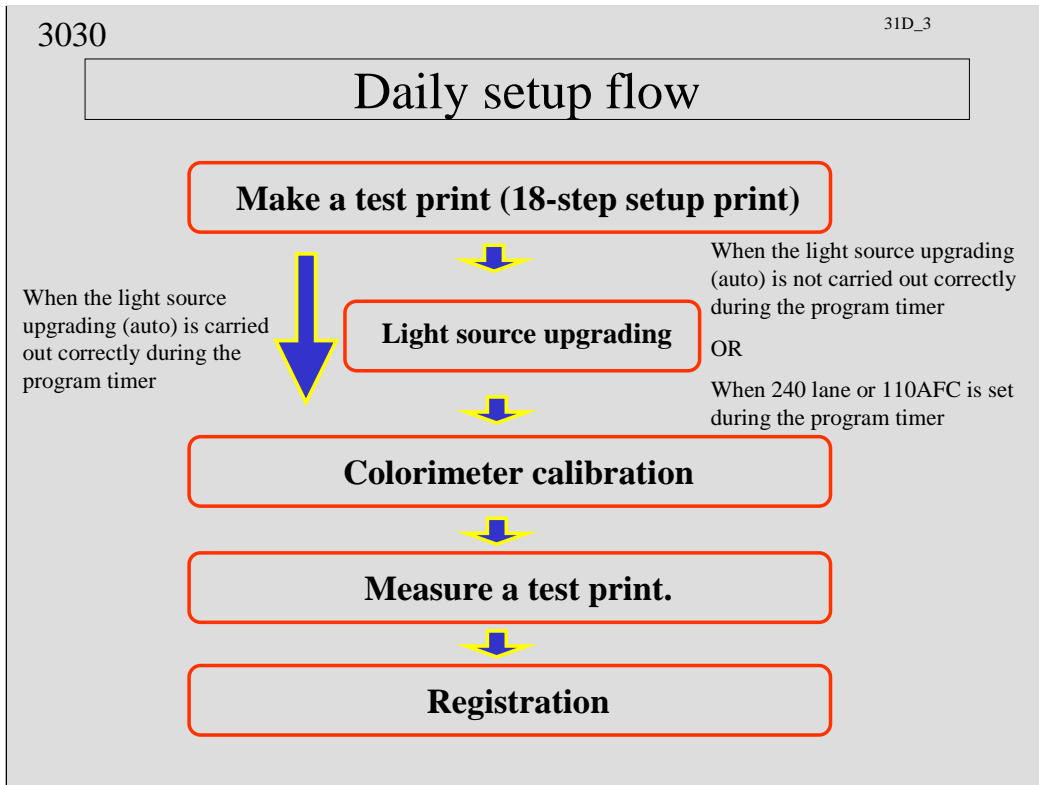 3030
31D_3
Daily setup flow
Make a test print (18-step setup print)
When the light source
upgrading (auto) is carried
out correctly during the
program timer
When the light source upgrading
(auto) is not carried out correctly
during the program timer
OR
When 240 lane or 110AFC is set
during the program timer
Light source upgrading
Colorimeter calibration
Measure a test print.
Registration